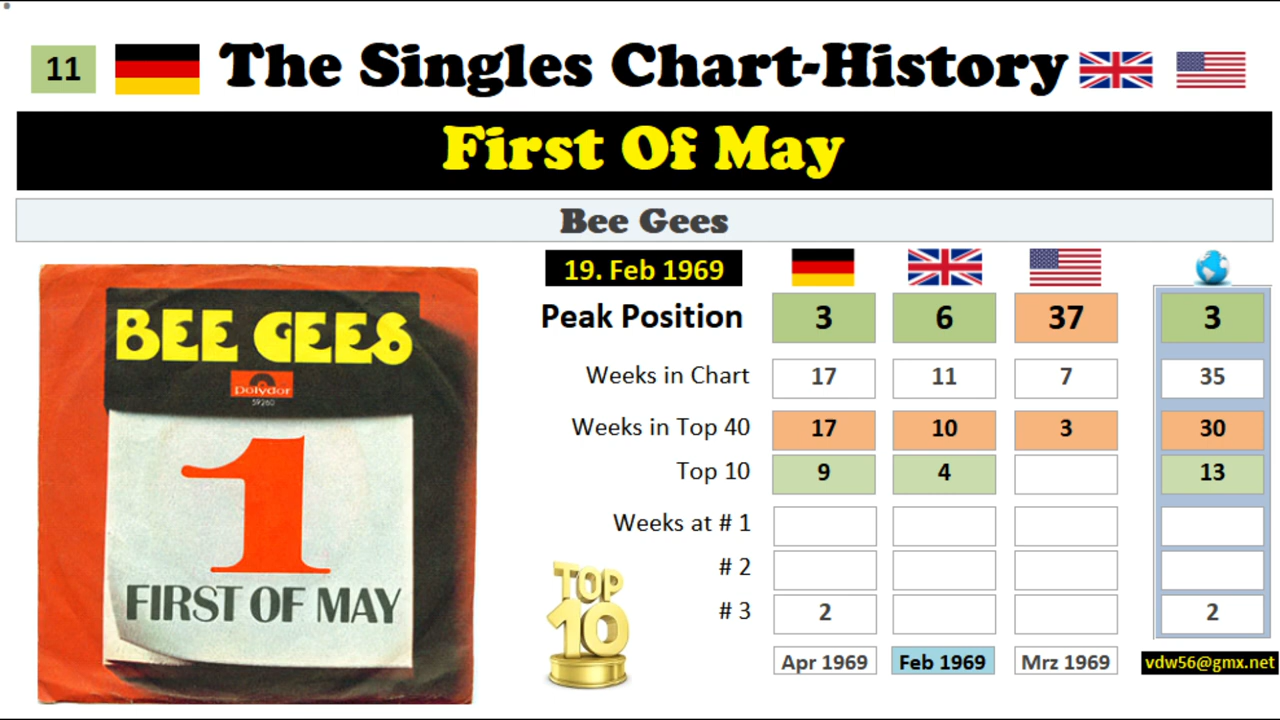 11 The Singles Chart-History
First Of May
Bee Gees
19. Feb 1969
Peak Position 3 6 37 3
Weeks in Chart 17 11 7 35
Weeks in Top 40 17 10 3 30
Top 10 9 4 13
Weeks at # 1
# 2
# 3 2 2
Apr 1969 Feb 1969 Mrz 1969 vdw56@gmx.net
BEE GEES
Polydor
59260
1
FIRST OF MAY
TOP
10